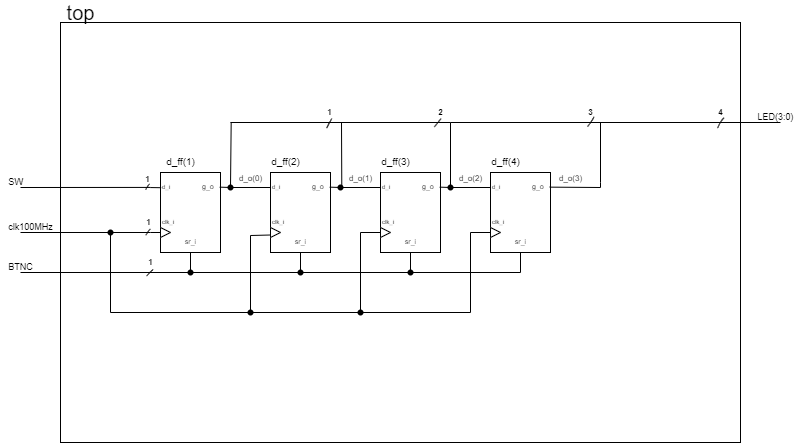 top
1 2 3 4 LED(3:0)
d_ff(1) d_ff(2) d_ff(3) d_ff(4)
SW 1 d_i g_o d_o(0) d_i g_o d_o(1) d_i g_o d_o(2) d_i g_o d_o(3)
clk100MHz 1 clk_i clk_i clk_i clk_i
sr_i sr_i sr_i sr_i
BTNC 1